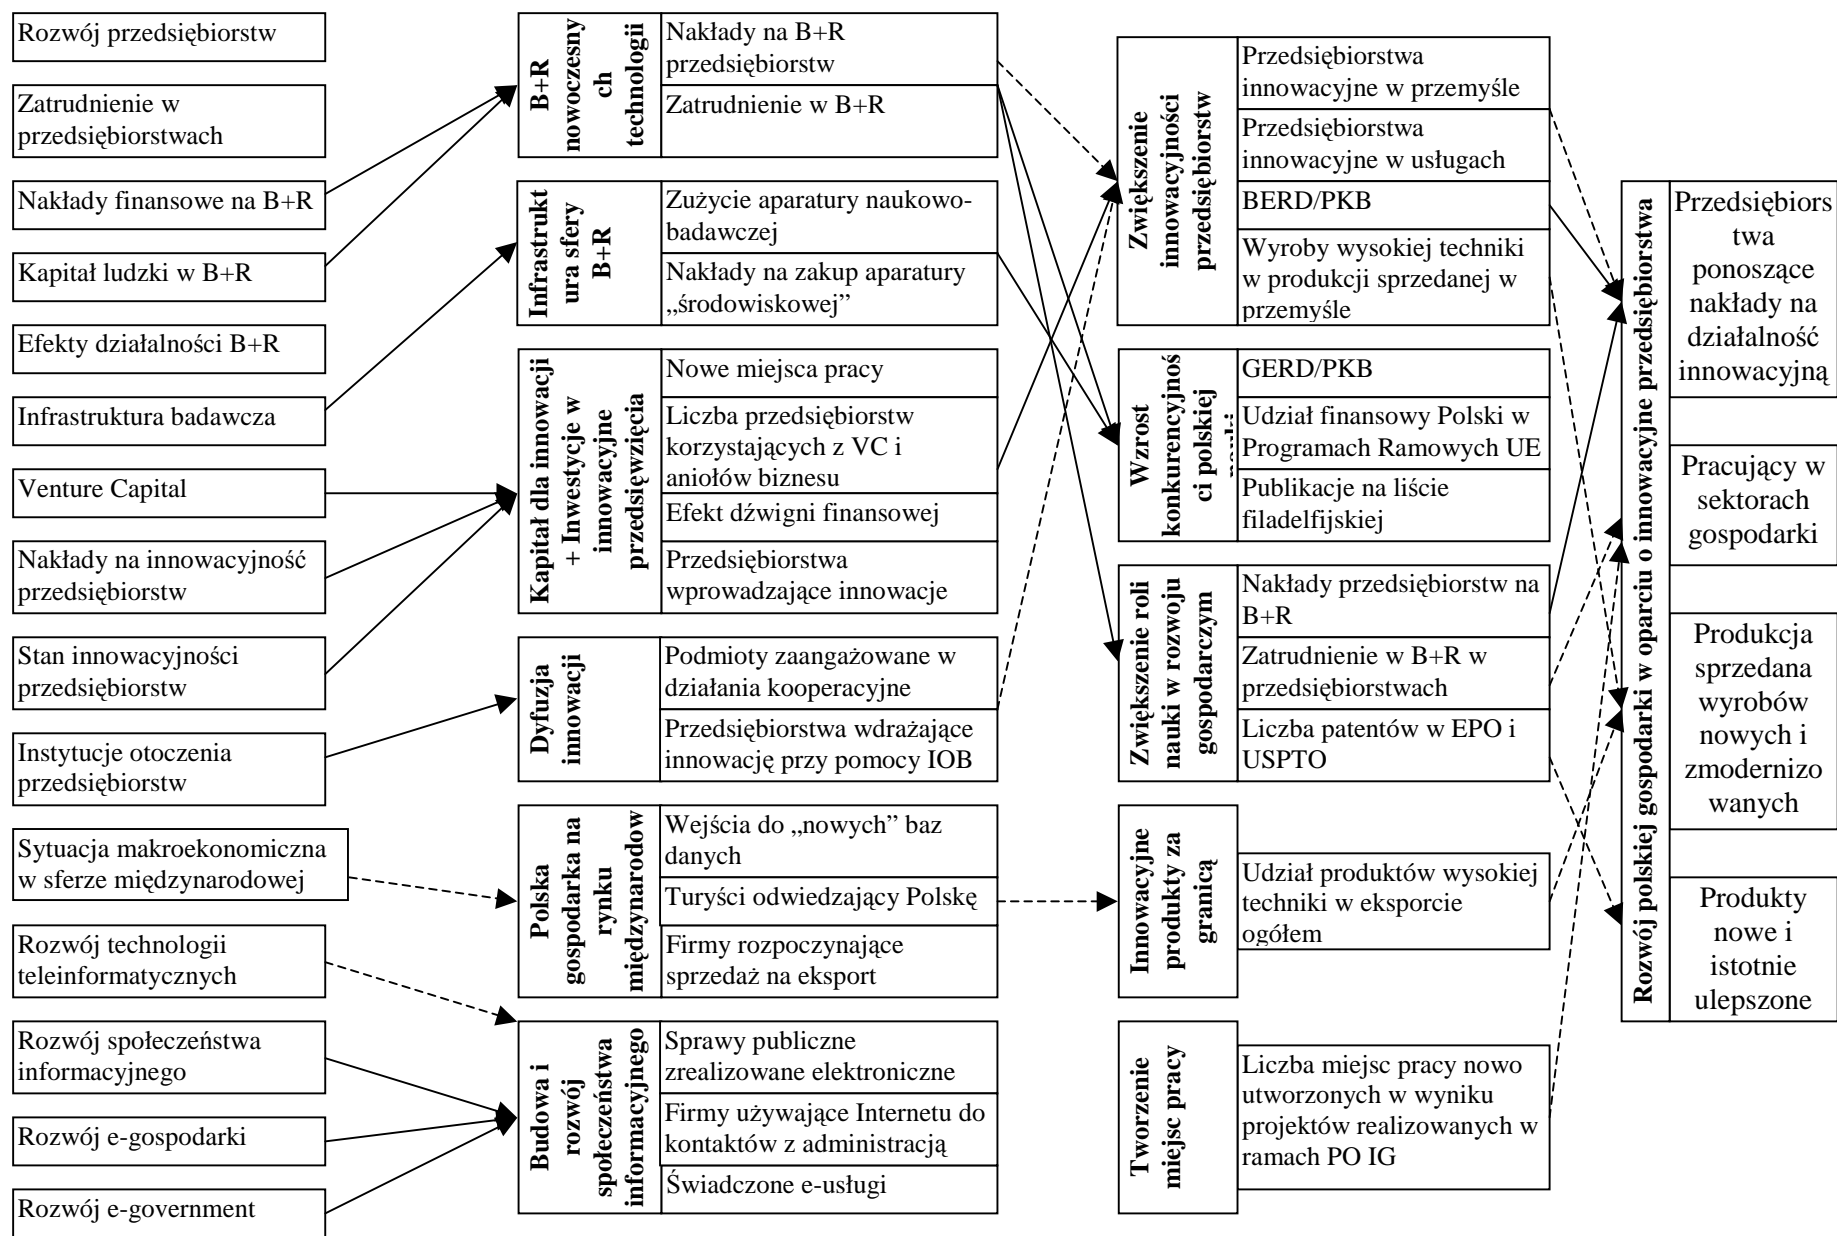 Rozwój przedsiębiorstw
Zatrudnienie w
przedsiębiorstwach
Nakłady finansowe na B+R
Kapitał ludzki w B+R
Efekty działalności B+R
Infrastruktura badawcza
Venture Capital
Nakłady na innowacyjność
przedsiębiorstw
Stan innowacyjności
przedsiębiorstw
Instytucje otoczenia
przedsiębiorstw
Sytuacja makroekonomiczna
w sferze międzynarodowej
Rozwój technologii
teleinformatycznych
Rozwój społeczeństwa
informacyjnego
Rozwój e-gospodarki
Rozwój e-government
B+R
nowoczesny
ch
technologii
Nakłady na B+R
przedsiębiorstw
Zatrudnienie w B+R
Infrastrukt
ura sfery
B+R
Zużycie aparatury naukowo-
badawczej
Nakłady na zakup aparatury
„środowiskowej”
Kapitał dla innowacji
+ Inwestycje w
innowacyjne
przedsięwzięcia
Nowe miejsca pracy
Liczba przedsiębiorstw
korzystających z VC i
aniołów biznesu
Efekt dźwigni finansowej
Przedsiębiorstwa
wprowadzające innowacje
Dyfuzja
innowacji
Podmioty zaangażowane w
działania kooperacyjne
Przedsiębiorstwa wdrażające
innowację przy pomocy IOB
Polska
gospodarka na
rynku
międzynarodow
Wejścia do „nowych” baz
danych
Turyści odwiedzający Polskę
Firmy rozpoczynające
sprzedaż na eksport
Budowa i
rozwój
społeczeństwa
informacyjnego
Sprawy publiczne
zrealizowane elektroniczne
Firmy używające Internetu do
kontaktów z administracją
Świadczone e-usługi
Zwiększenie
innowacyjności
przedsiębiorstw
Przedsiębiorstwa
innowacyjne w przemyśle
Przedsiębiorstwa
innowacyjne w usługach
BERD/PKB
Wyroby wysokiej techniki
w produkcji sprzedanej w
przemyśle
Wzrost
konkurencyjnoś
ci polskiej
GERD/PKB
Udział finansowy Polski w
Programach Ramowych UE
Publikacje na liście
filadelfijskiej
Zwiększenie roli
nauki w rozwoju
gospodarczym
Nakłady przedsiębiorstw na
B+R
Zatrudnienie w B+R w
przedsiębiorstwach
Liczba patentów w EPO i
USPTO
Innowacyjne
produkty za
granicą
Udział produktów wysokiej
techniki w eksporcie
ogółem
Tworzenie
miejsc pracy
Liczba miejsc pracy nowo
utworzonych w wyniku
projektów realizowanych w
ramach PO IG
Rozwój polskiej gospodarki w oparciu o innowacyjne przedsiębiorstwa
Przedsiębiors
twa
ponoszące
nakłady na
działalność
innowacyjną
Pracujący w
sektorach
gospodarki
Produkcja
sprzedana
wyrobów
nowych i
zmodernizo
wanych
Produkty
nowe i
istotnie
ulepszone